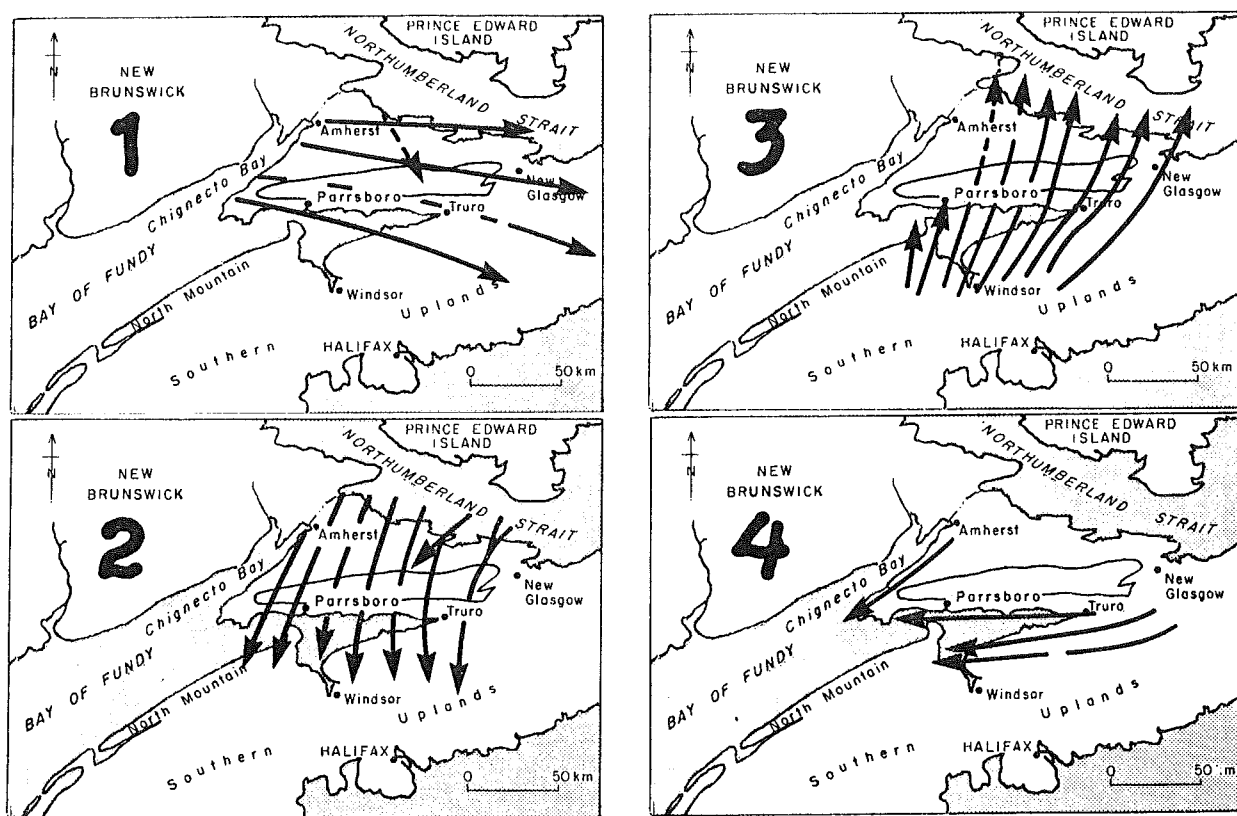 PRINCE EDWARD
ISLAND
NORTHUMBERLAND
STRAIT
N
NEW
BRUNSWICK
1
Amherst
Chignecto Bay
New
Glasgow
Parrsboro
Truro
BAY OF FUNDY
North Mountain
Windsor
Uplands
Southern
HALIFAX
0 50 km
PRINCE EDWARD
ISLAND
NORTHUMBERLAND
STRAIT
N
NEW
BRUNSWICK
3
Amherst
Chignecto Bay
New
Glasgow
Parrsboro
Truro
BAY OF FUNDY
North Mountain
Windsor
Uplands
Southern
HALIFAX
0 50 km
PRINCE EDWARD
ISLAND
NORTHUMBERLAND
STRAIT
N
NEW
BRUNSWICK
2
Amherst
Chignecto Bay
New
Glasgow
Parrsboro
Truro
BAY OF FUNDY
North Mountain
Windsor
Uplands
Southern
HALIFAX
0 50 km
PRINCE EDWARD
ISLAND
NORTHUMBERLAND
STRAIT
N
NEW
BRUNSWICK
4
Amherst
Chignecto Bay
New
Glasgow
Parrsboro
Truro
BAY OF FUNDY
North Mountain
Windsor
Uplands
Southern
HALIFAX
0 50 m